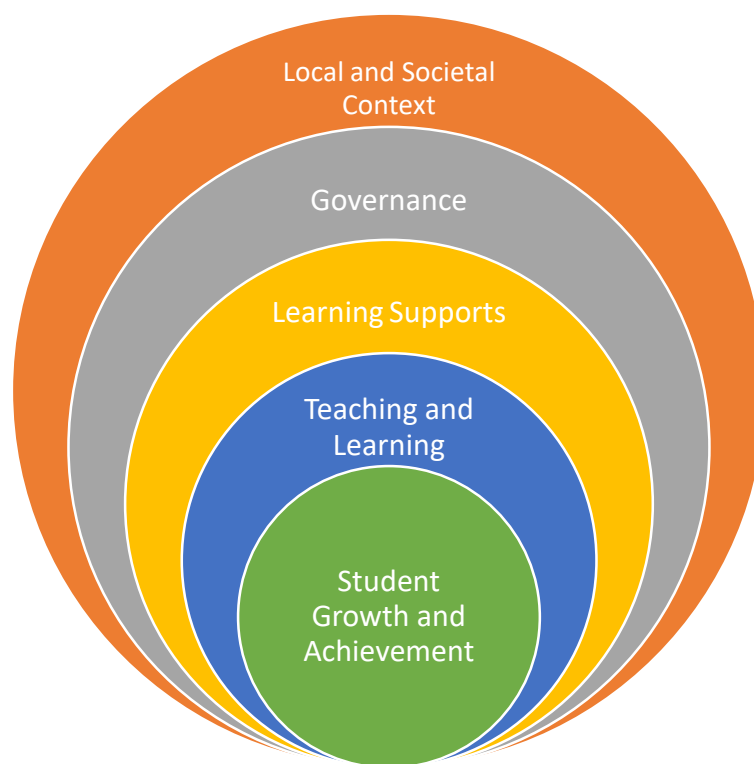 Local and Societal
Context
Governance
Learning Supports
Teaching and
Learning
Student
Growth and
Achievement